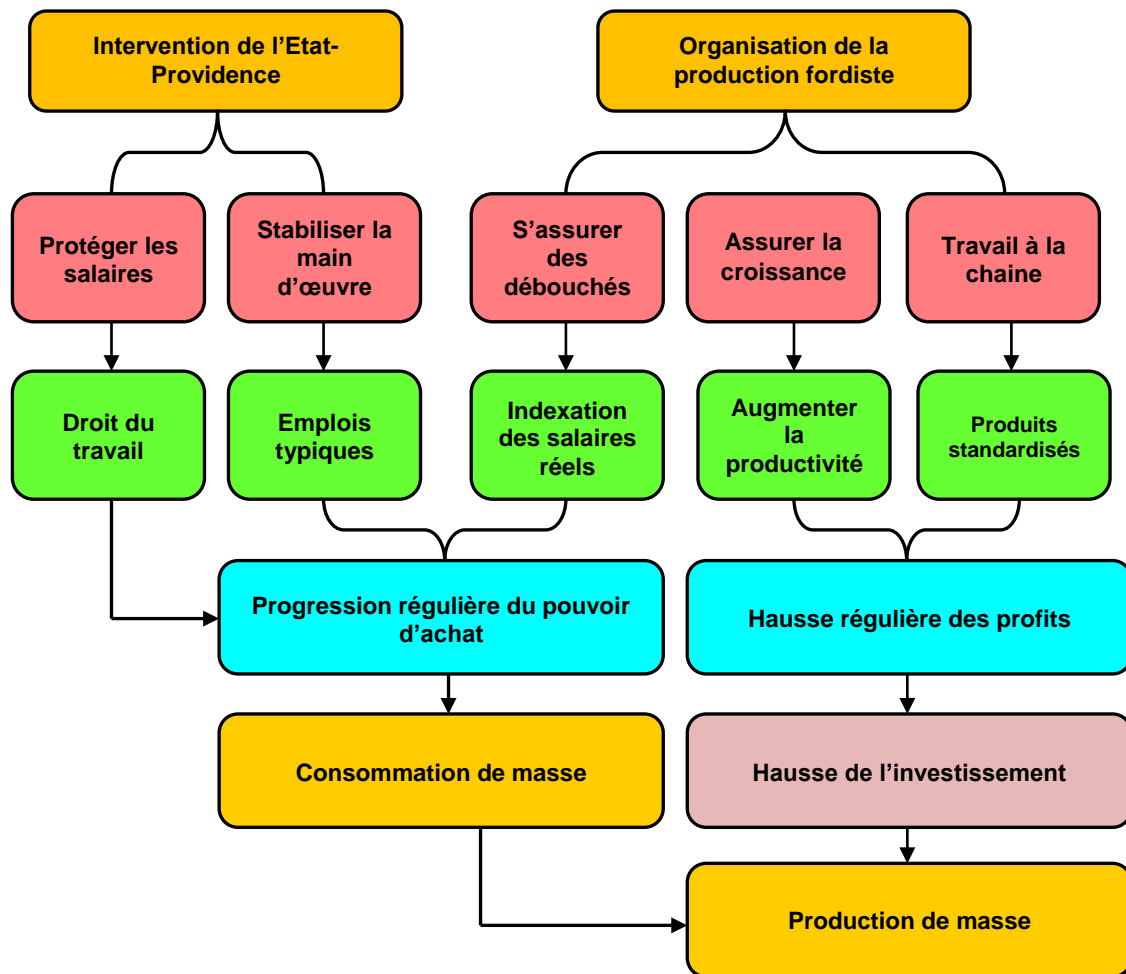 Intervention de l’Etat-
Providence
Organisation de la
production fordiste
Protéger les
salaires
Stabiliser la
main
d’œuvre
S’assurer
des
débouchés
Assurer la
croissance
Travail à la
chaine
Droit du
travail
Emplois
typiques
Indexation
des salaires
réels
Augmenter
la
productivité
Produits
standardisés
Progression régulière du pouvoir
d’achat
Hausse régulière des profits
Consommation de masse
Hausse de l’investissement
Production de masse